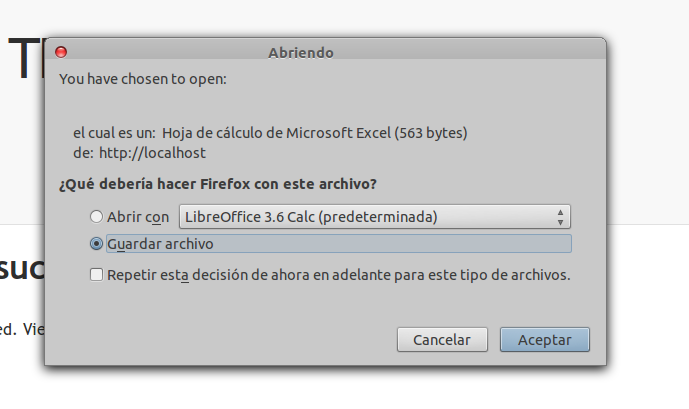 Abriendo
You have chosen to open:
el cual es un: Hoja de cálculo de Microsoft Excel (563 bytes)
de: http://localhost
¿Qué debería hacer Firefox con este archivo?
Abrir con LibreOffice 3.6 Calc (predeterminada)
Guardar archivo
Repetir esta decisión de ahora en adelante para este tipo de archivos.
Cancelar Aceptar
suc
ed. Vie